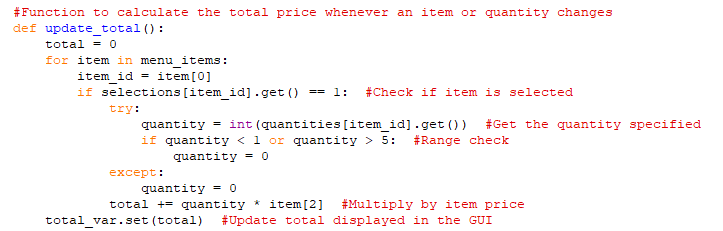 #Function to calculate the total price whenever an item or quantity changes
def update_total():
    total = 0
    for item in menu_items:
        item_id = item[0]
        if selections[item_id].get() == 1:  #Check if item is selected
            try:
                quantity = int(quantities[item_id].get())  #Get the quantity specified
                if quantity < 1 or quantity > 5:  #Range check
                    quantity = 0
            except:
                quantity = 0
            total += quantity * item[2]  #Multiply by item price
    total_var.set(total)  #Update total displayed in the GUI